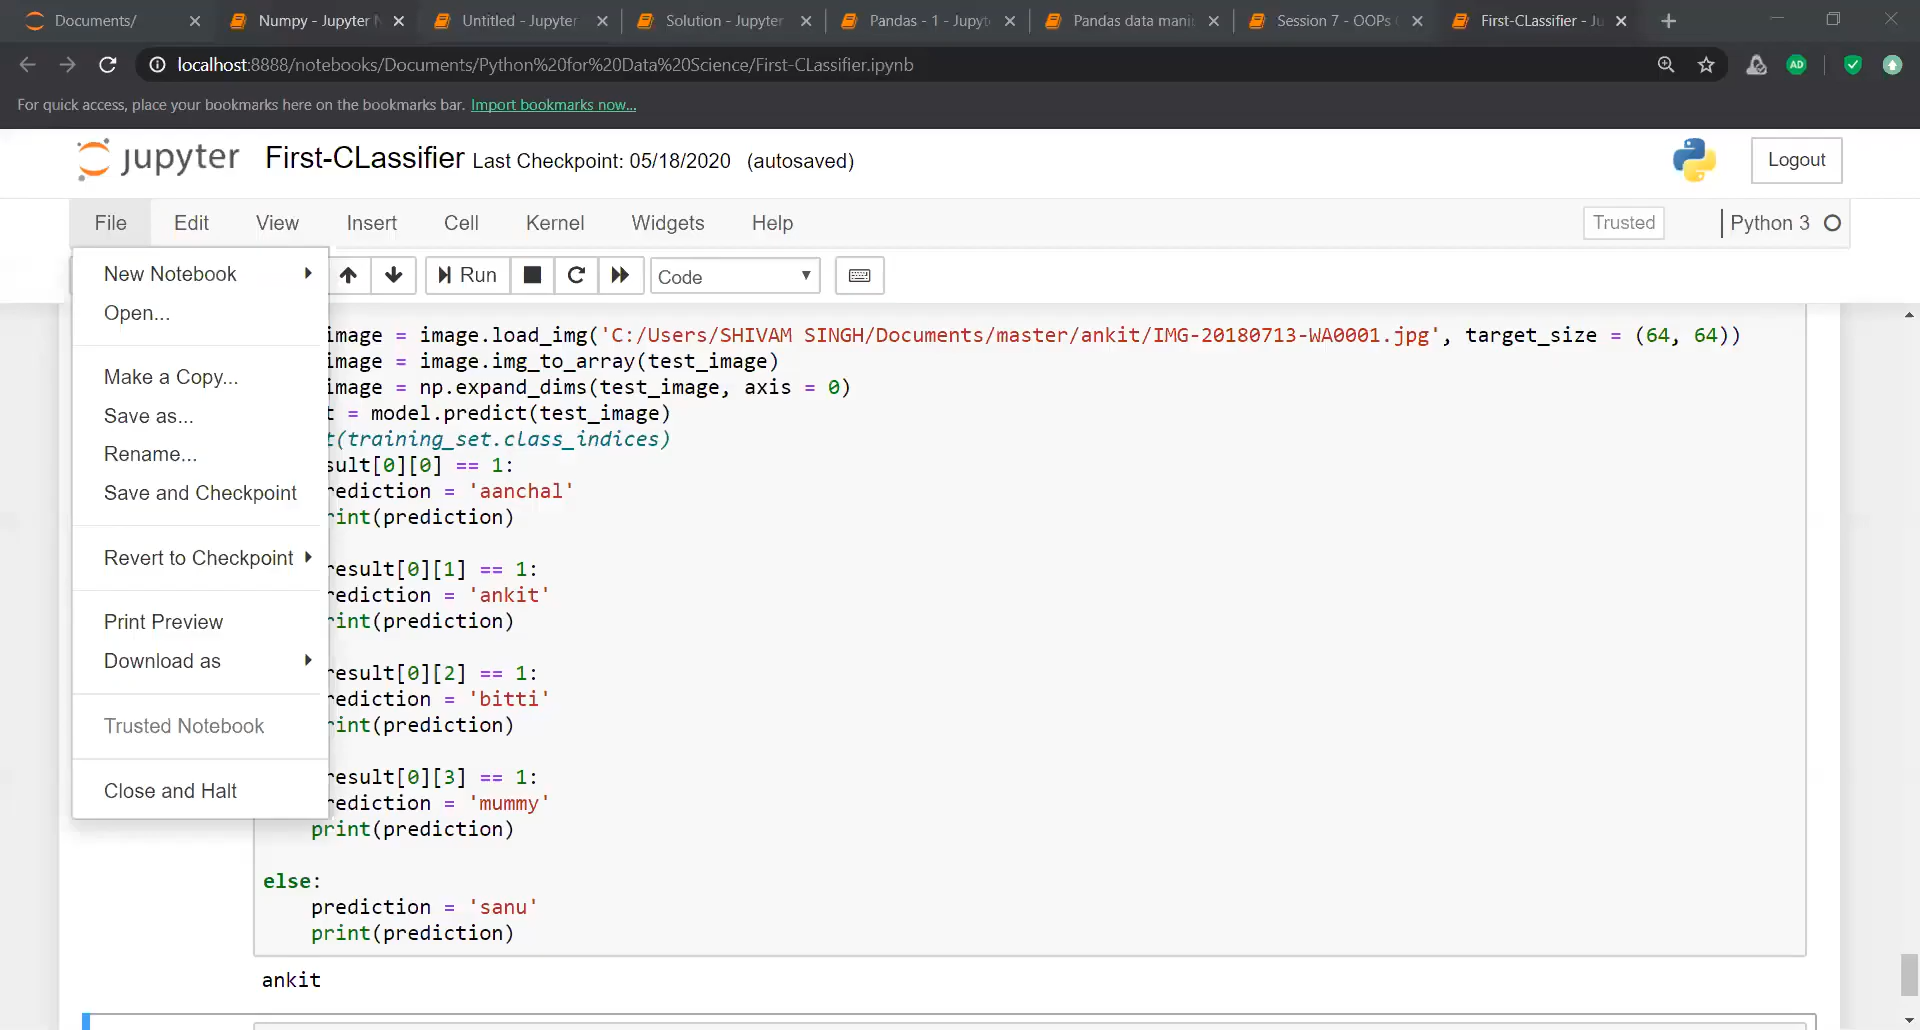 Documents/
Numpy - Jupyter N
Untitled - Jupyter
Solution - Jupyter
Pandas - 1 - Jupyt
Pandas data mani
Session 7 - OOPs
First-CLassifier - Ju
localhost:8888/notebooks/Documents/Python%20for%20Data%20Science/First-CLassifier.ipynb
AD
For quick access, place your bookmarks here on the bookmarks bar. Import bookmarks now...
jupyter First-CLassifier Last Checkpoint: 05/18/2020 (autosaved)
Logout
File Edit View Insert Cell Kernel Widgets Help
Trusted
Python 3
Run
Code
New Notebook
Open...
Make a Copy...
Save as...
Rename...
Save and Checkpoint
Revert to Checkpoint
Print Preview
Download as
Trusted Notebook
Close and Halt
image = image.load_img('C:/Users/SHIVAM SINGH/Documents/master/ankit/IMG-20180713-WA0001.jpg', target_size = (64, 64))
image = image.img_to_array(test_image)
image = np.expand_dims(test_image, axis = 0)
t = model.predict(test_image)
t(training_set.class_indices)
sult[0][0] == 1:
rediction = 'aanchal'
rint(prediction)
result[0][1] == 1:
rediction = 'ankit'
rint(prediction)
result[0][2] == 1:
rediction = 'bitti'
rint(prediction)
result[0][3] == 1:
rediction = 'mummy'
print(prediction)
else:
prediction = 'sanu'
print(prediction)
ankit